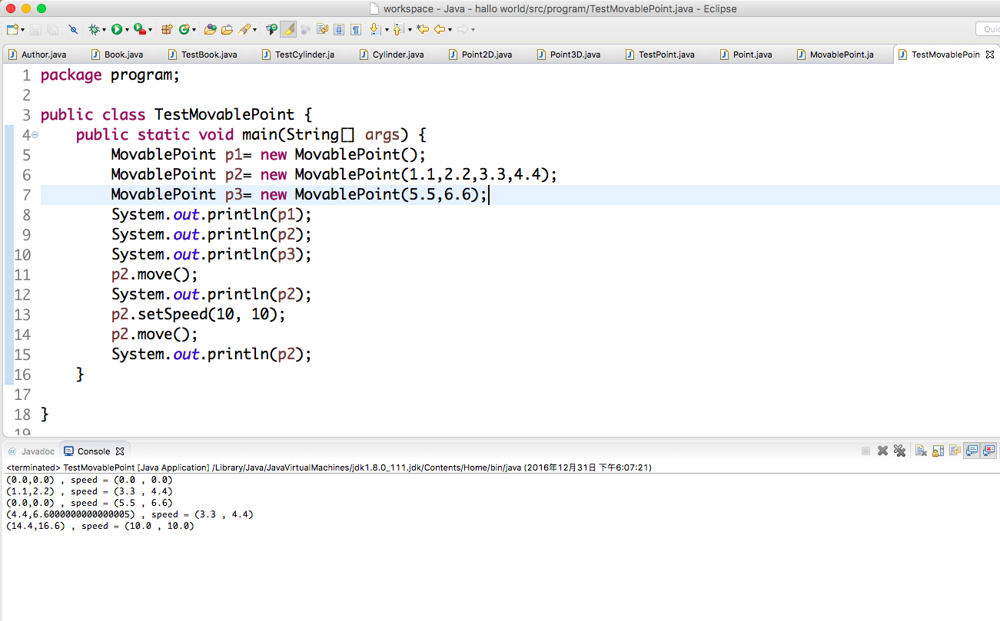 workspace - Java - hallo world/src/program/TestMovablePoint.java - Eclipse
Quic
Author.java Book.java TestBook.java TestCylinder.ja Cylinder.java Point2D.java Point3D.java TestPoint.java Point.java MovablePoint.ja TestMovablePoin
1 package program;
2
3 public class TestMovablePoint {
4 public static void main(String[] args) {
5 MovablePoint p1= new MovablePoint();
6 MovablePoint p2= new MovablePoint(1.1,2.2,3.3,4.4);
7 MovablePoint p3= new MovablePoint(5.5,6.6);
8 System.out.println(p1);
9 System.out.println(p2);
10 System.out.println(p3);
11 p2.move();
12 System.out.println(p2);
13 p2.setSpeed(10, 10);
14 p2.move();
15 System.out.println(p2);
16 }
17
18 }
19
@ Javadoc Console
<terminated> TestMovablePoint [Java Application] /Library/Java/JavaVirtualMachines/jdk1.8.0_111.jdk/Contents/Home/bin/java (2016年12月31日 下午6:07:21)
(0.0,0.0) , speed = (0.0 , 0.0)
(1.1,2.2) , speed = (3.3 , 4.4)
(0.0,0.0) , speed = (5.5 , 6.6)
(4.4,6.6000000000000005) , speed = (3.3 , 4.4)
(14.4,16.6) , speed = (10.0 , 10.0)